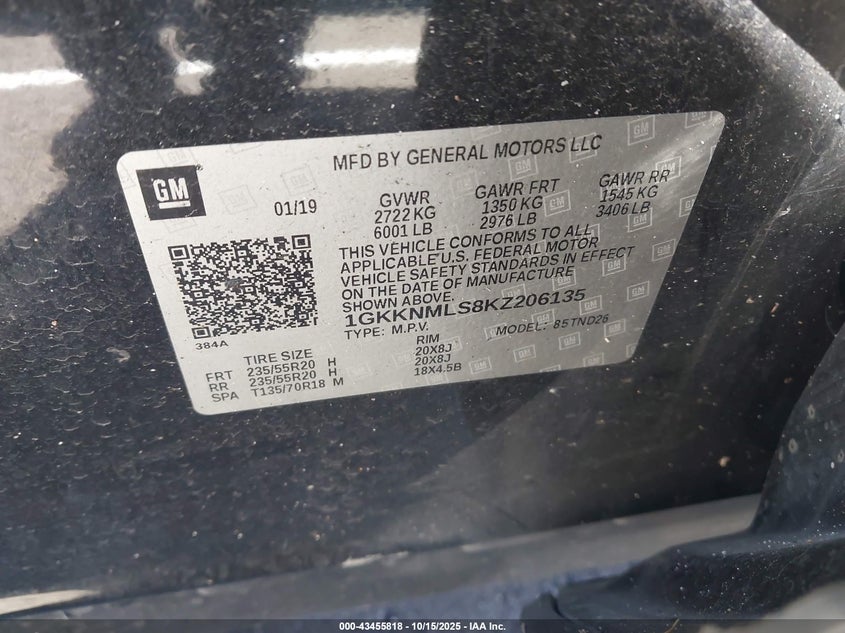 MFD BY GENERAL MOTORS LLC
GM
01/19
GVWR
2722 KG
6001 LB
GAWR FRT
1350 KG
2976 LB
GAWR RR
1545 KG
3406 LB
THIS VEHICLE CONFORMS TO ALL
APPLICABLE U.S. FEDERAL MOTOR
VEHICLE SAFETY STANDARDS IN EFFECT
ON THE DATE OF MANUFACTURE
SHOWN ABOVE.
1GKKNMLS8KZ206135
TYPE: M.P.V. MODEL: 85TND26
384A
TIRE SIZE RIM
FRT 235/55R20 H 20X8J
RR 235/55R20 H 20X8J
SPA T135/70R18 M 18X4.5B
000-43455818 - 10/15/2025 - IAA Inc.